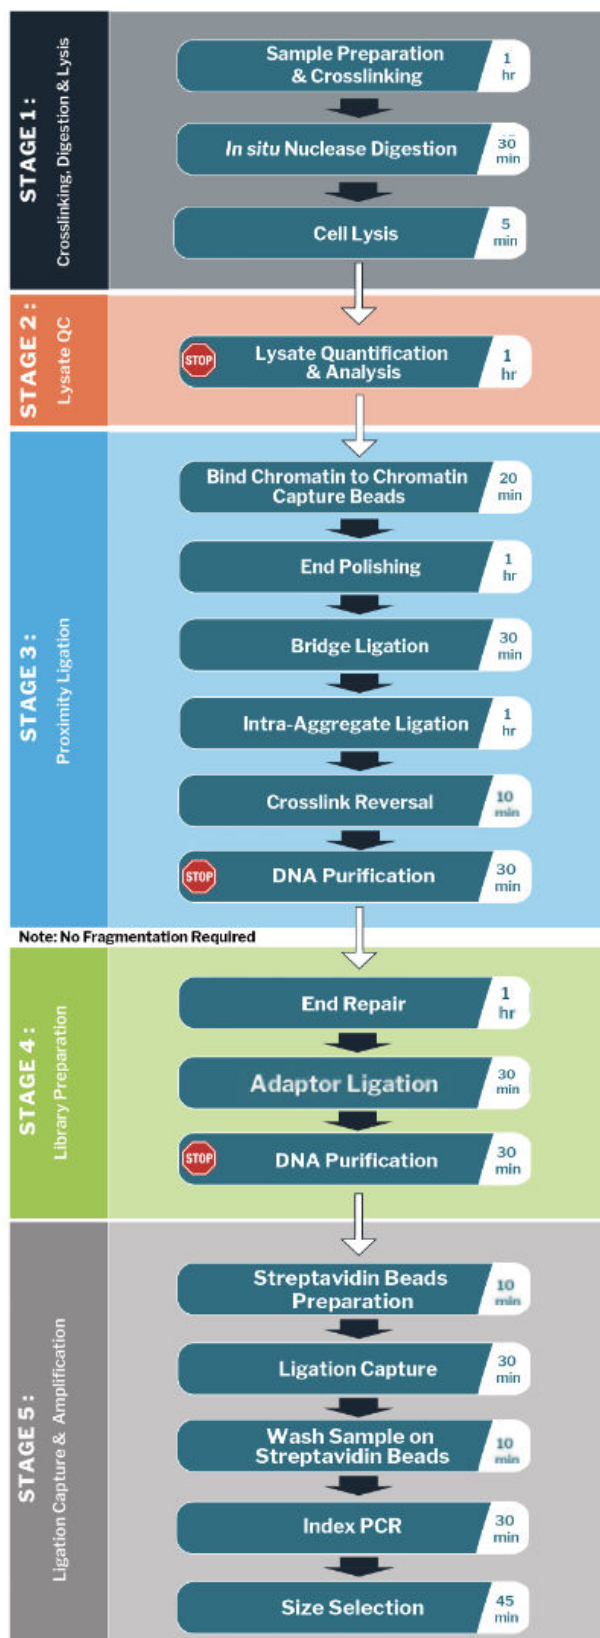 STAGE 1:
Crosslinking, Digestion & Lysis
Sample Preparation
& Crosslinking
1
hr
In situ Nuclease Digestion
30
min
Cell Lysis
5
min
STAGE 2:
Lysate QC
STOP
Lysate Quantification
& Analysis
1
hr
STAGE 3:
Proximity Ligation
Bind Chromatin to Chromatin
Capture Beads
20
min
End Polishing
1
hr
Bridge Ligation
30
min
Intra-Aggregate Ligation
1
hr
Crosslink Reversal
10
min
STOP
DNA Purification
30
min
Note: No Fragmentation Required
STAGE 4:
Library Preparation
End Repair
1
hr
Adaptor Ligation
30
min
STOP
DNA Purification
30
min
STAGE 5:
Ligation Capture & Amplification
Streptavidin Beads
Preparation
10
min
Ligation Capture
30
min
Wash Sample on
Streptavidin Beads
10
min
Index PCR
30
min
Size Selection
45
min